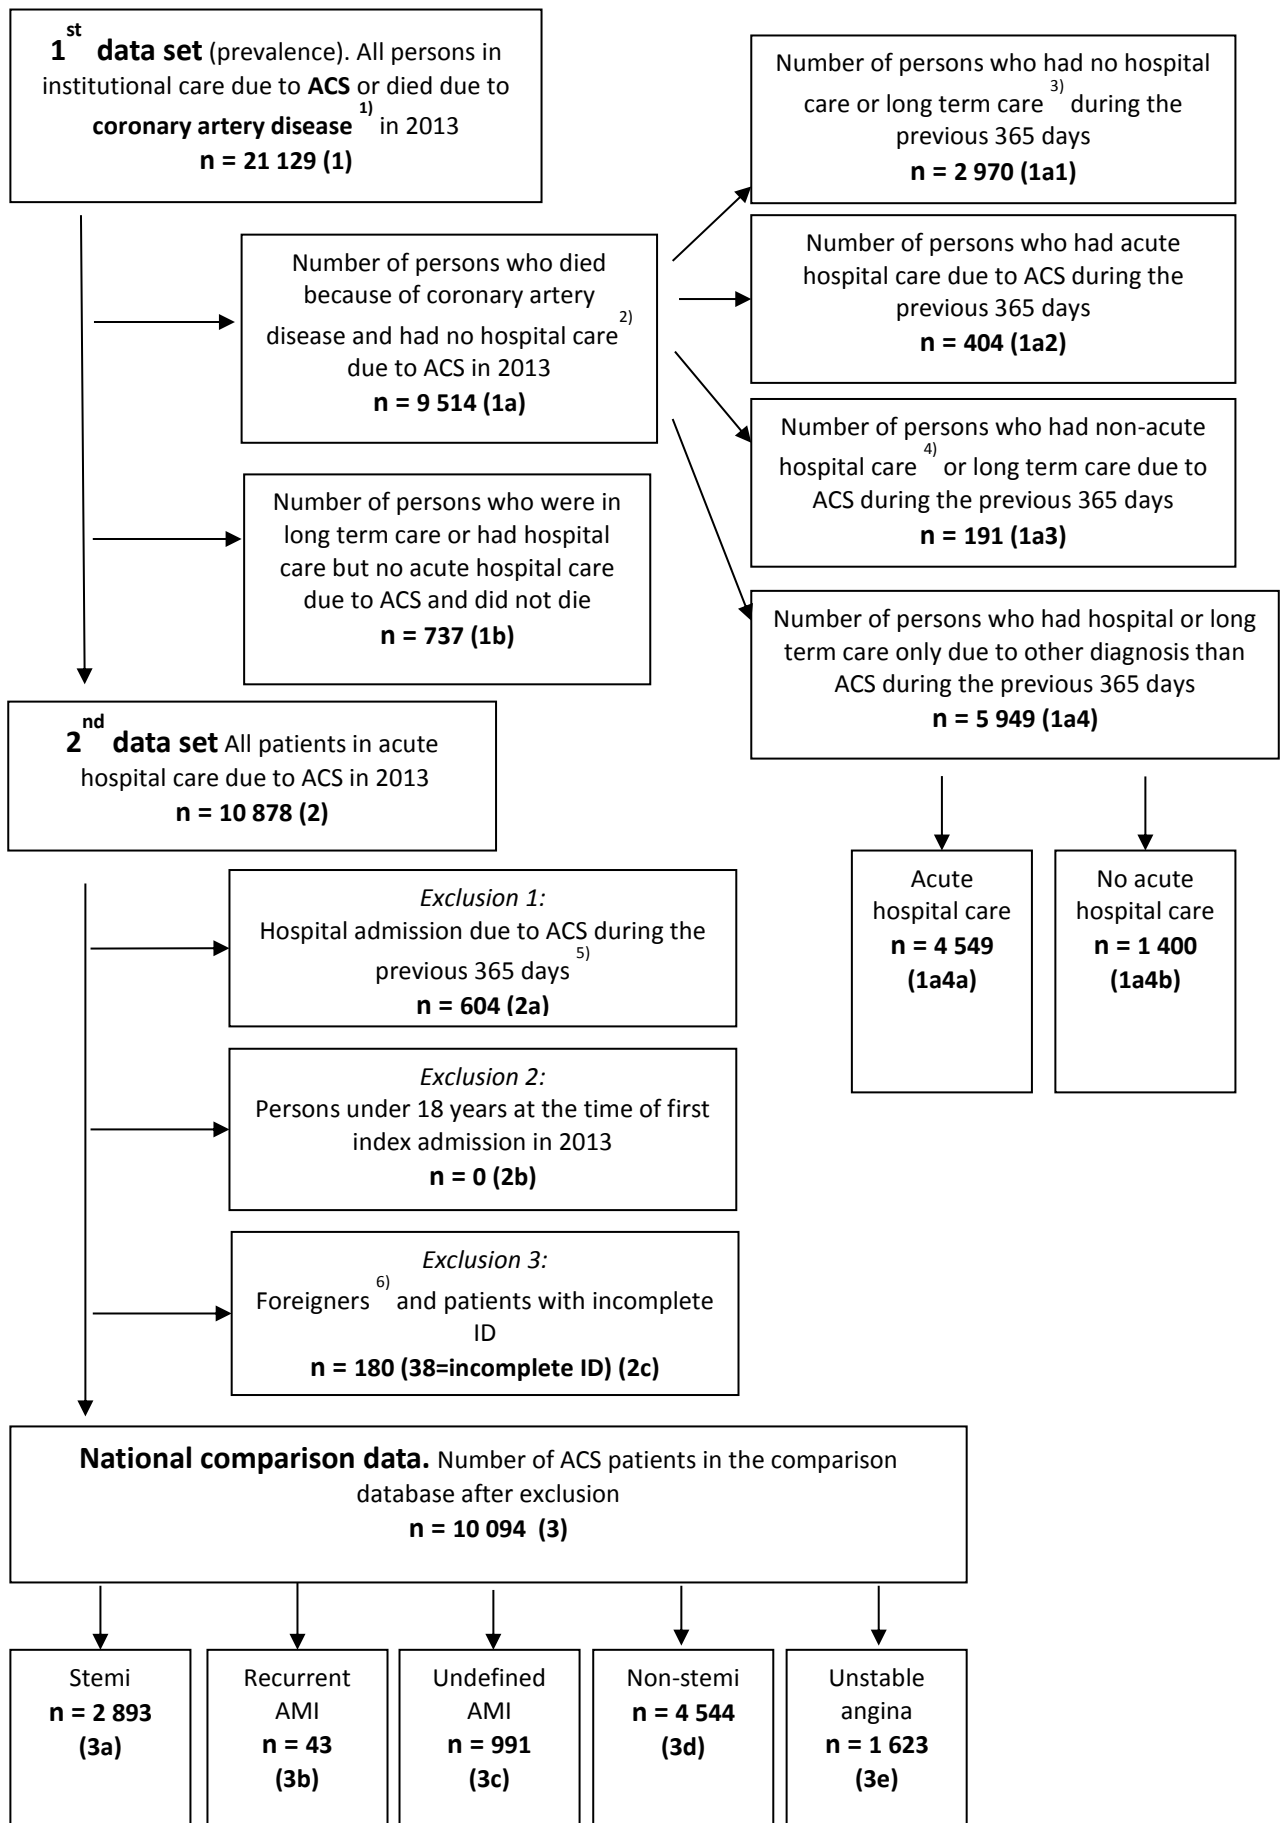 1st data set (prevalence). All persons in
institutional care due to ACS or died due to
coronary artery disease 1) in 2013
n = 21 129 (1)
Number of persons who died
because of coronary artery
disease and had no hospital care 2)
due to ACS in 2013
n = 9 514 (1a)
Number of persons who were in
long term care or had hospital
care but no acute hospital care
due to ACS and did not die
n = 737 (1b)
Number of persons who had no hospital
care or long term care 3) during the
previous 365 days
n = 2 970 (1a1)
Number of persons who had acute
hospital care due to ACS during the
previous 365 days
n = 404 (1a2)
Number of persons who had non-acute
hospital care 4) or long term care due to
ACS during the previous 365 days
n = 191 (1a3)
Number of persons who had hospital or long
term care only due to other diagnosis than
ACS during the previous 365 days
n = 5 949 (1a4)
Acute
hospital care
n = 4 549
(1a4a)
No acute
hospital care
n = 1 400
(1a4b)
2nd data set All patients in acute
hospital care due to ACS in 2013
n = 10 878 (2)
Exclusion 1:
Hospital admission due to ACS during the
previous 365 days 5)
n = 604 (2a)
Exclusion 2:
Persons under 18 years at the time of first
index admission in 2013
n = 0 (2b)
Exclusion 3:
Foreigners 6) and patients with incomplete
ID
n = 180 (38=incomplete ID) (2c)
National comparison data. Number of ACS patients in the comparison
database after exclusion
n = 10 094 (3)
Stemi
n = 2 893
(3a)
Recurrent
AMI
n = 43
(3b)
Undefined
AMI
n = 991
(3c)
Non-stemi
n = 4 544
(3d)
Unstable
angina
n = 1 623
(3e)